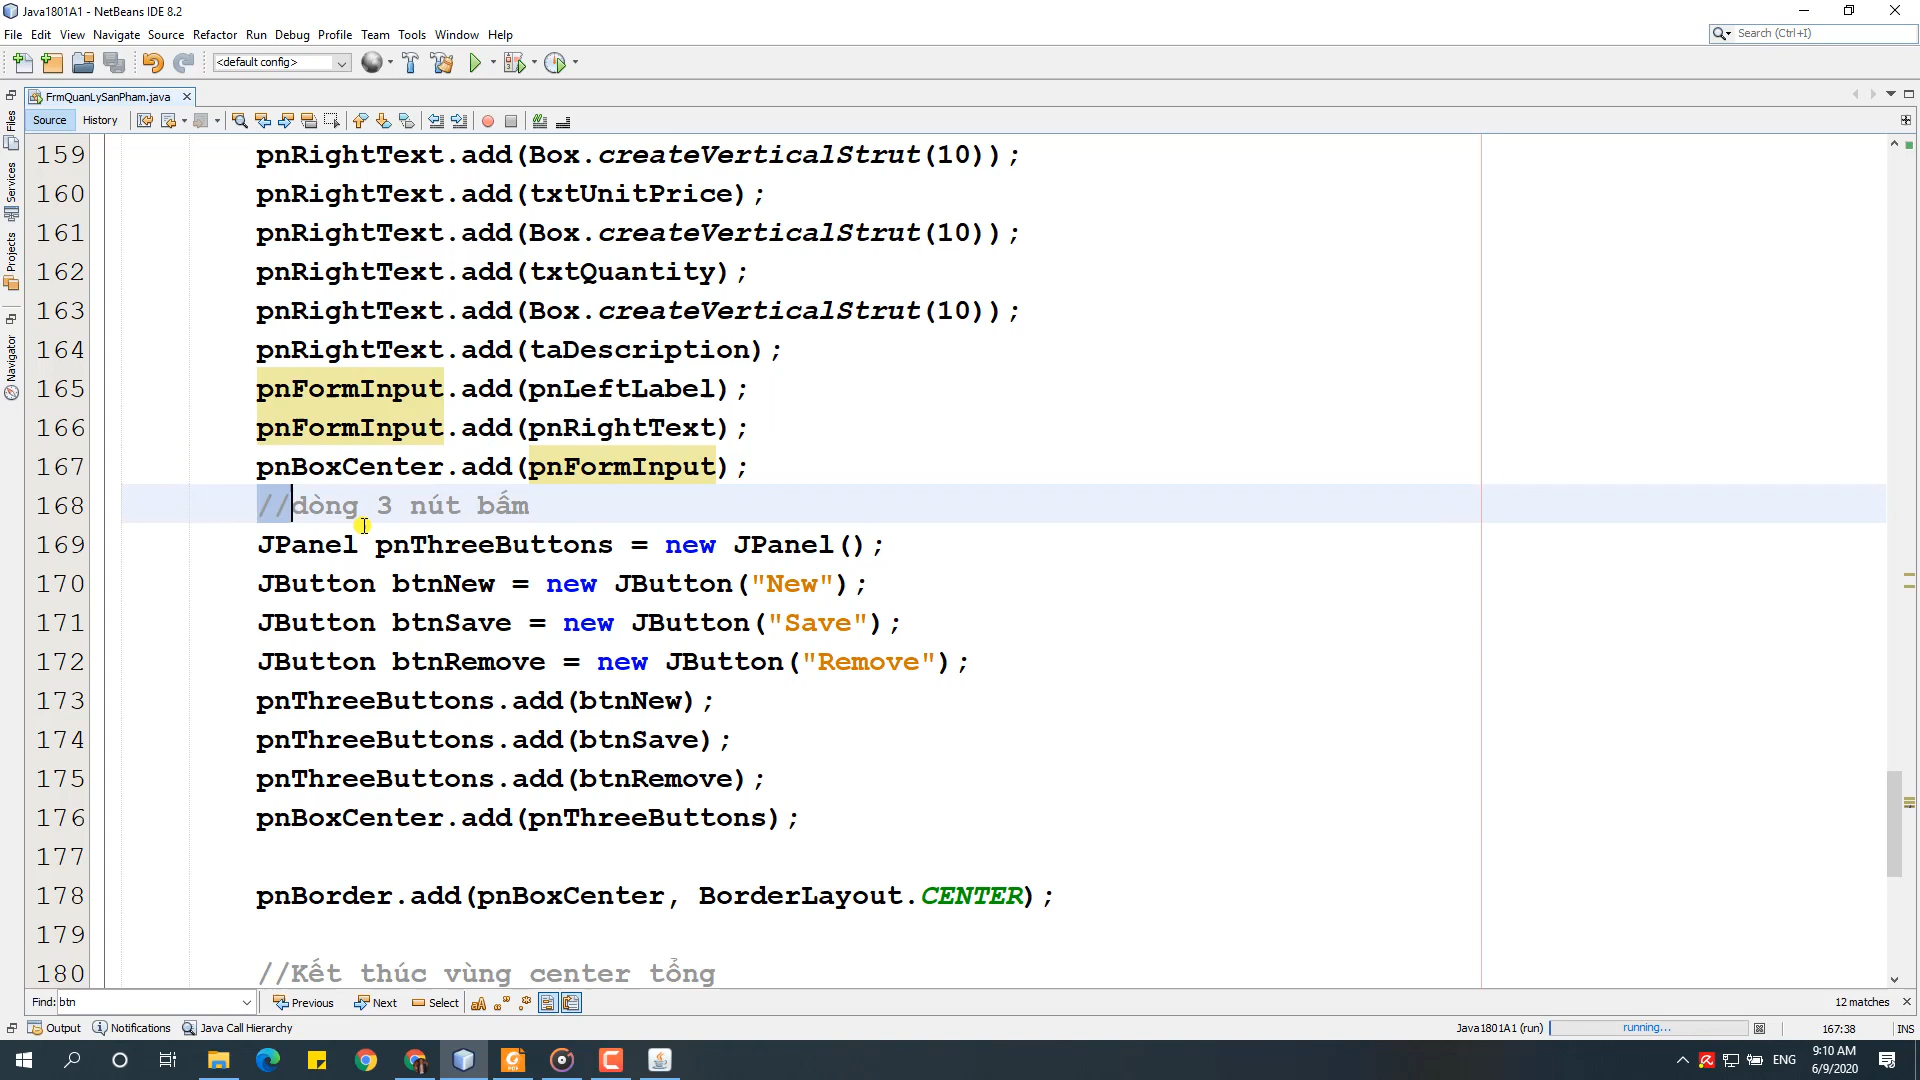 Java1801A1 - NetBeans IDE 8.2
File Edit View Navigate Source Refactor Run Debug Profile Team Tools Window Help
Search (Ctrl+I)
<default config>
FrmQuanLySanPham.java
Source History
Files
Services
Projects
Navigator
159 pnRightText.add(Box.createVerticalStrut(10));
160 pnRightText.add(txtUnitPrice);
161 pnRightText.add(Box.createVerticalStrut(10));
162 pnRightText.add(txtQuantity);
163 pnRightText.add(Box.createVerticalStrut(10));
164 pnRightText.add(taDescription);
165 pnFormInput.add(pnLeftLabel);
166 pnFormInput.add(pnRightText);
167 pnBoxCenter.add(pnFormInput);
168 //dòng 3 nút bấm
169 JPanel pnThreeButtons = new JPanel();
170 JButton btnNew = new JButton("New");
171 JButton btnSave = new JButton("Save");
172 JButton btnRemove = new JButton("Remove");
173 pnThreeButtons.add(btnNew);
174 pnThreeButtons.add(btnSave);
175 pnThreeButtons.add(btnRemove);
176 pnBoxCenter.add(pnThreeButtons);
177
178 pnBorder.add(pnBoxCenter, BorderLayout.CENTER);
179
180 //Kết thúc vùng center tổng
Find: btn Previous Next Select 12 matches
Output Notifications Java Call Hierarchy Java1801A1 (run) running... 167:38 INS
ENG
9:10 AM
6/9/2020